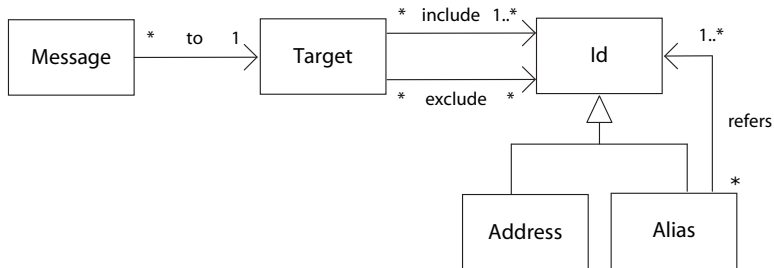 * include 1..*
Message * to 1 Target Id 1..*
* exclude *
refers
*
Address Alias